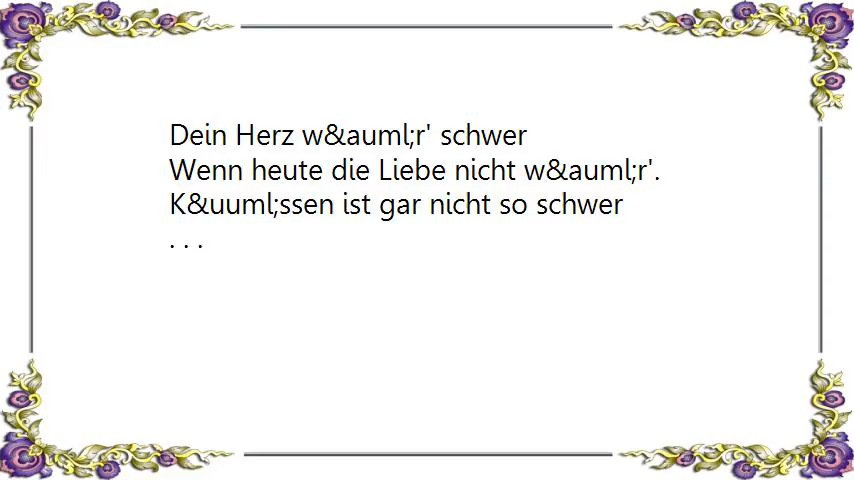 Dein Herz w&auml;r' schwer
Wenn heute die Liebe nicht w&auml;r'.
K&uuml;ssen ist gar nicht so schwer
. . .